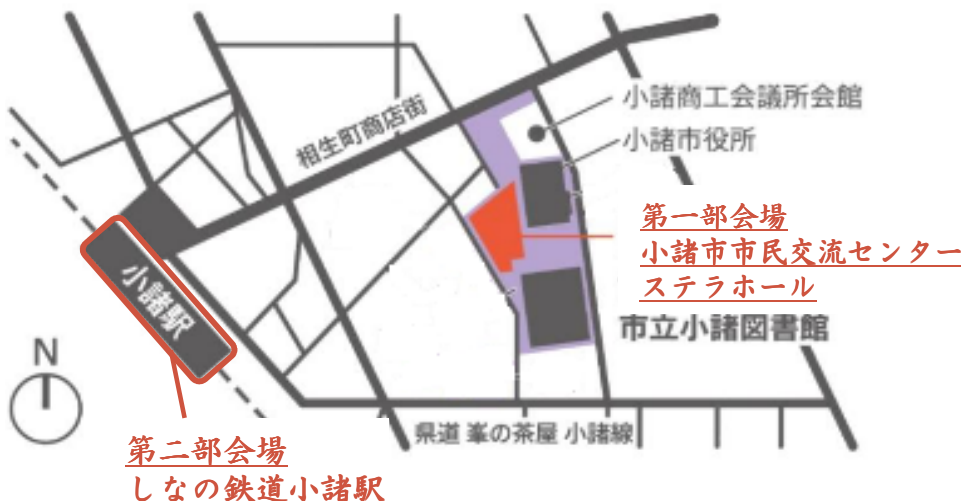 小諸商工会議所会館
小諸市役所
相生町商店街
第一部会場
小諸市市民交流センター
ステラホール
市立小諸図書館
小諸駅
N
県道 峯の茶屋 小諸線
第二部会場
しなの鉄道小諸駅